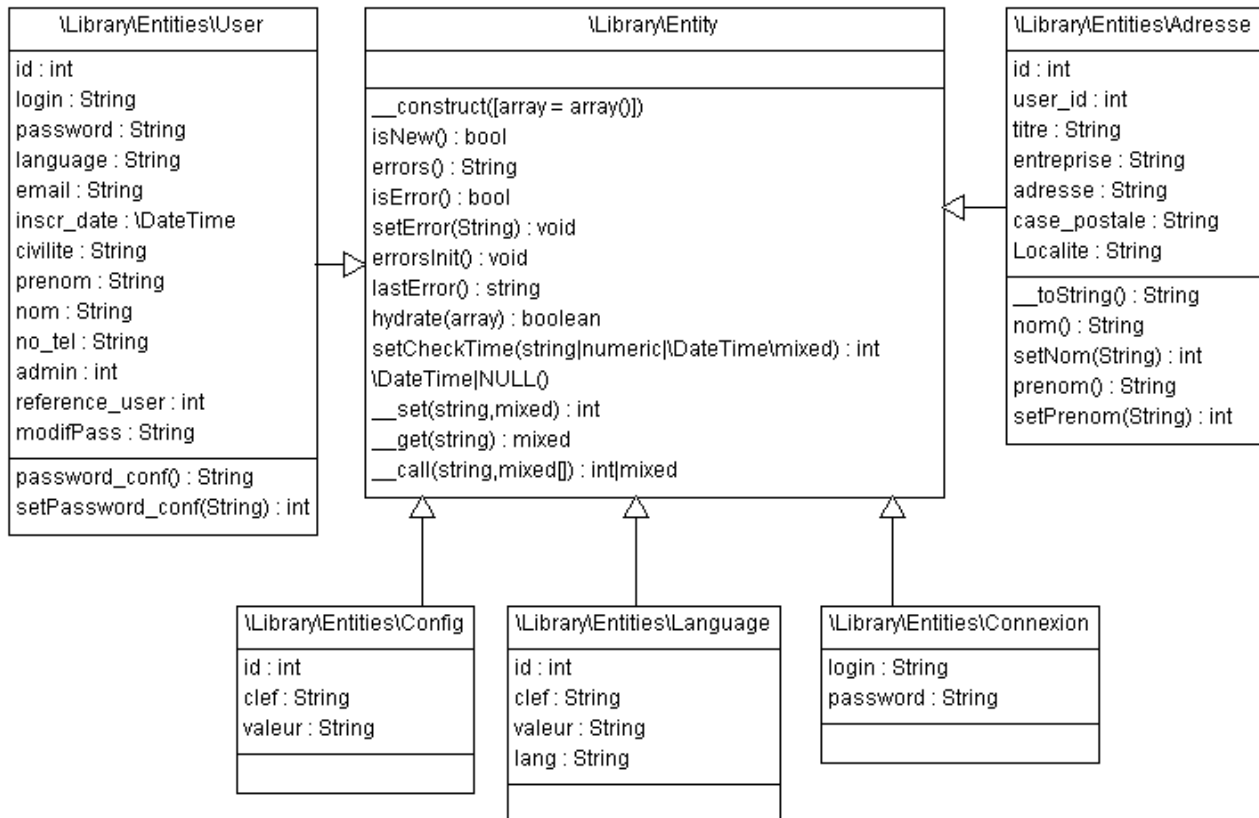 \Library\Entities\User
id : int
login : String
password : String
language : String
email : String
inscr_date : \DateTime
civilite : String
prenom : String
nom : String
no_tel : String
admin : int
reference_user : int
modifPass : String
password_conf() : String
setPassword_conf(String) : int
\Library\Entity
__construct([array = array()])
isNew() : bool
errors() : String
isError() : bool
setError(String) : void
errorsInit() : void
lastError() : string
hydrate(array) : boolean
setCheckTime(string|numeric|\DateTime\mixed) : int
\DateTime|NULL()
__set(string,mixed) : int
__get(string) : mixed
__call(string,mixed[]) : int|mixed
\Library\Entities\Adresse
id : int
user_id : int
titre : String
entreprise : String
adresse : String
case_postale : String
Localite : String
__toString() : String
nom() : String
setNom(String) : int
prenom() : String
setPrenom(String) : int
\Library\Entities\Config
id : int
clef : String
valeur : String
\Library\Entities\Language
id : int
clef : String
valeur : String
lang : String
\Library\Entities\Connexion
login : String
password : String